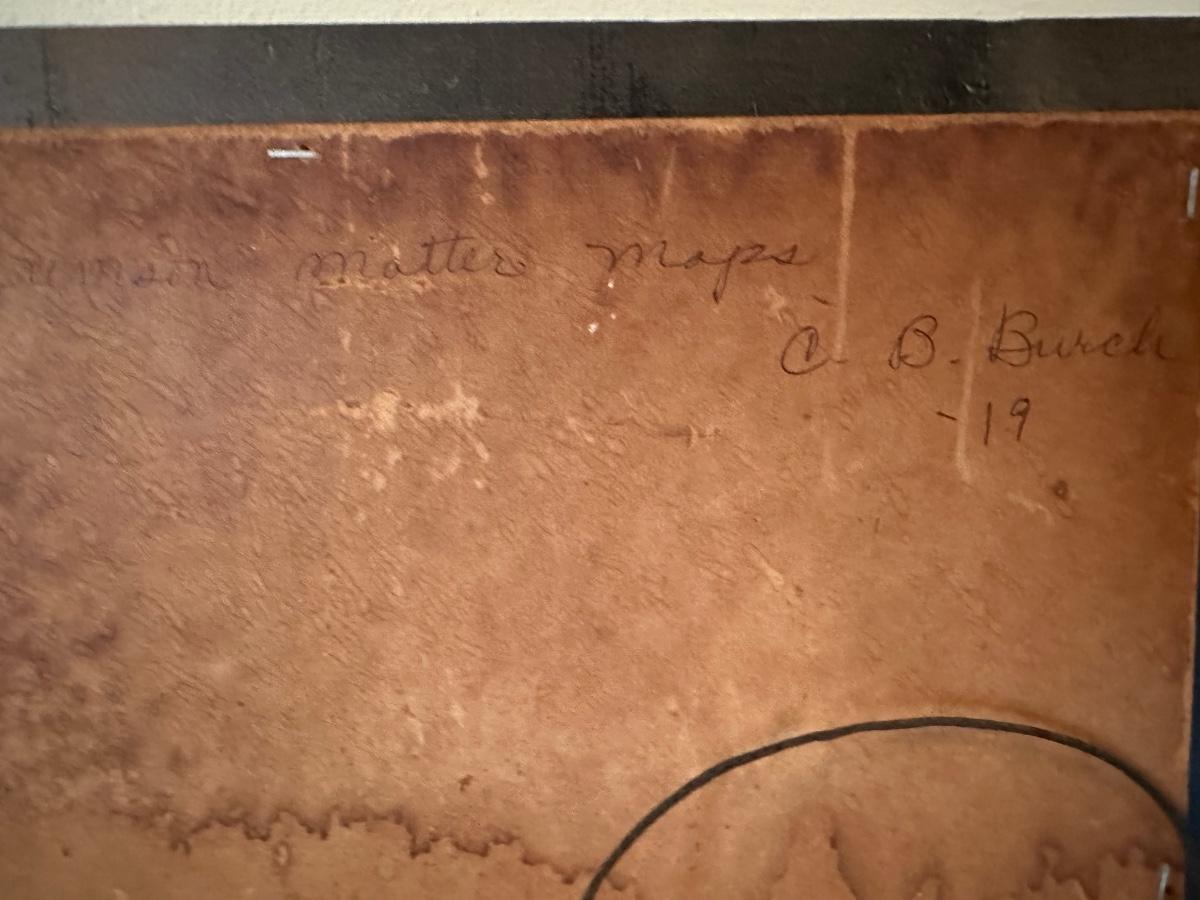 matter maps
C. B. Burch
-19